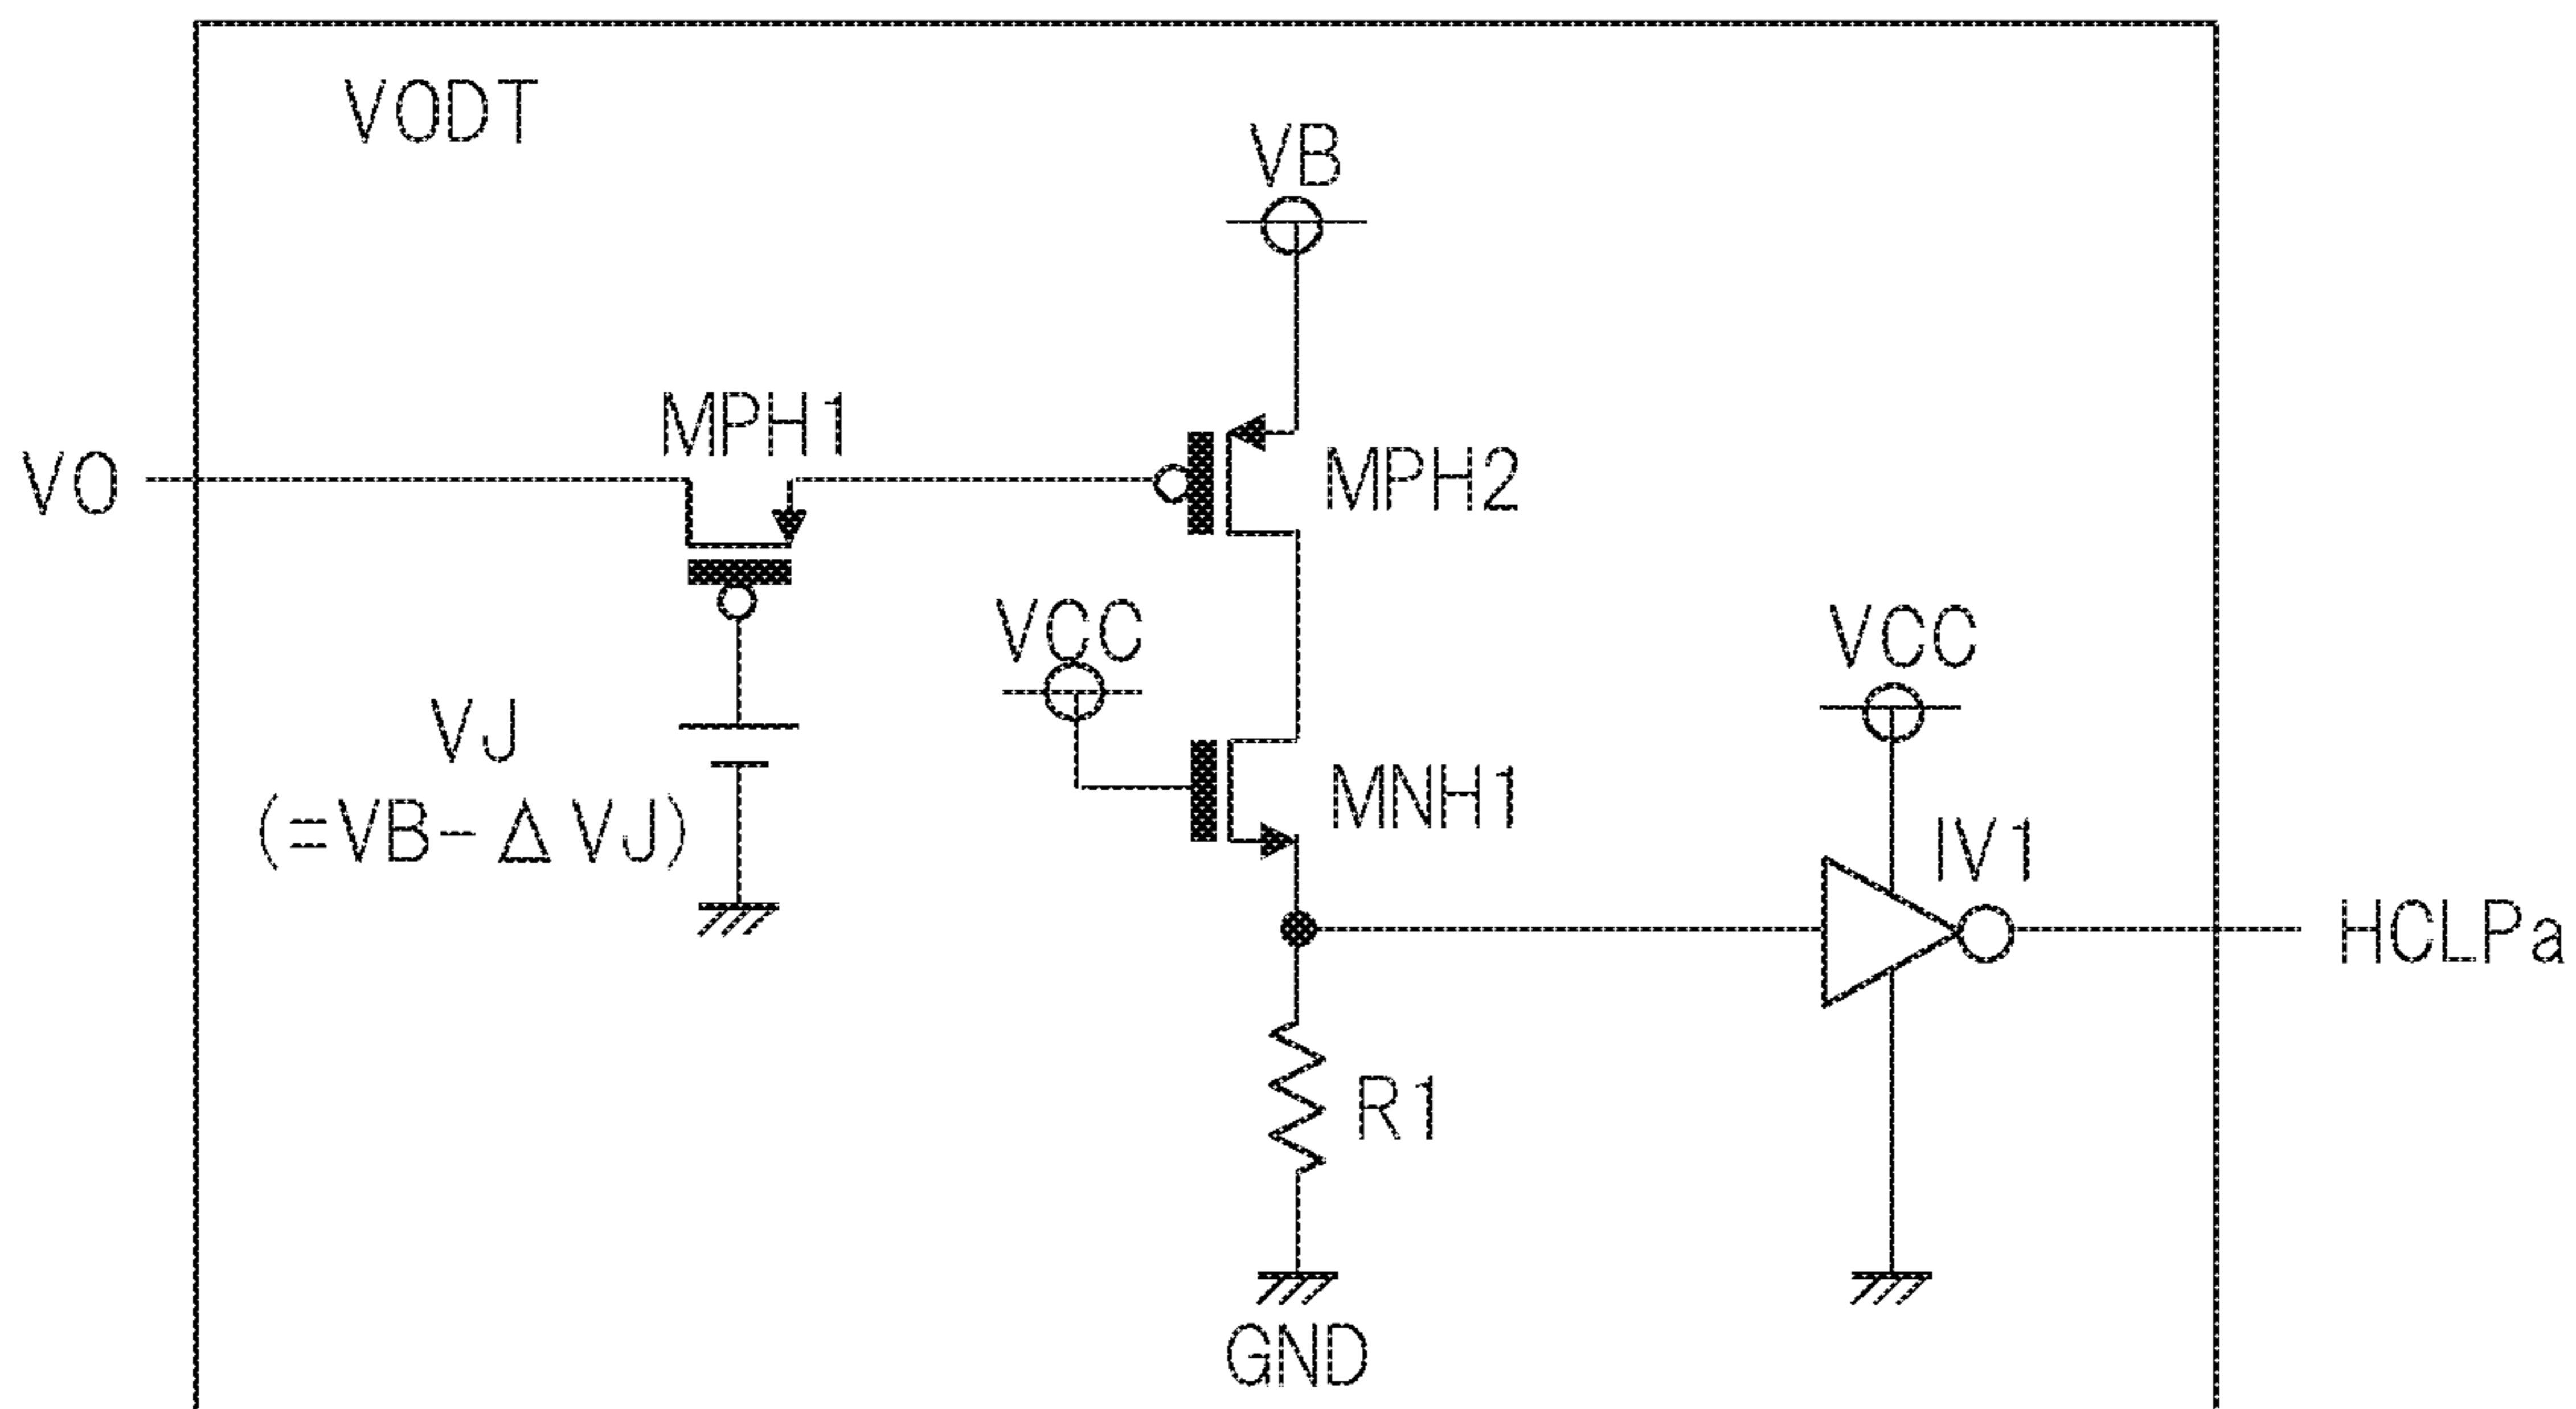 VODT
VB
MPH1
VO
MPH2
VCC
VCC
VJ
(=VB-ΔVJ)
MNH1
IV1
HCLPa
R1
GND